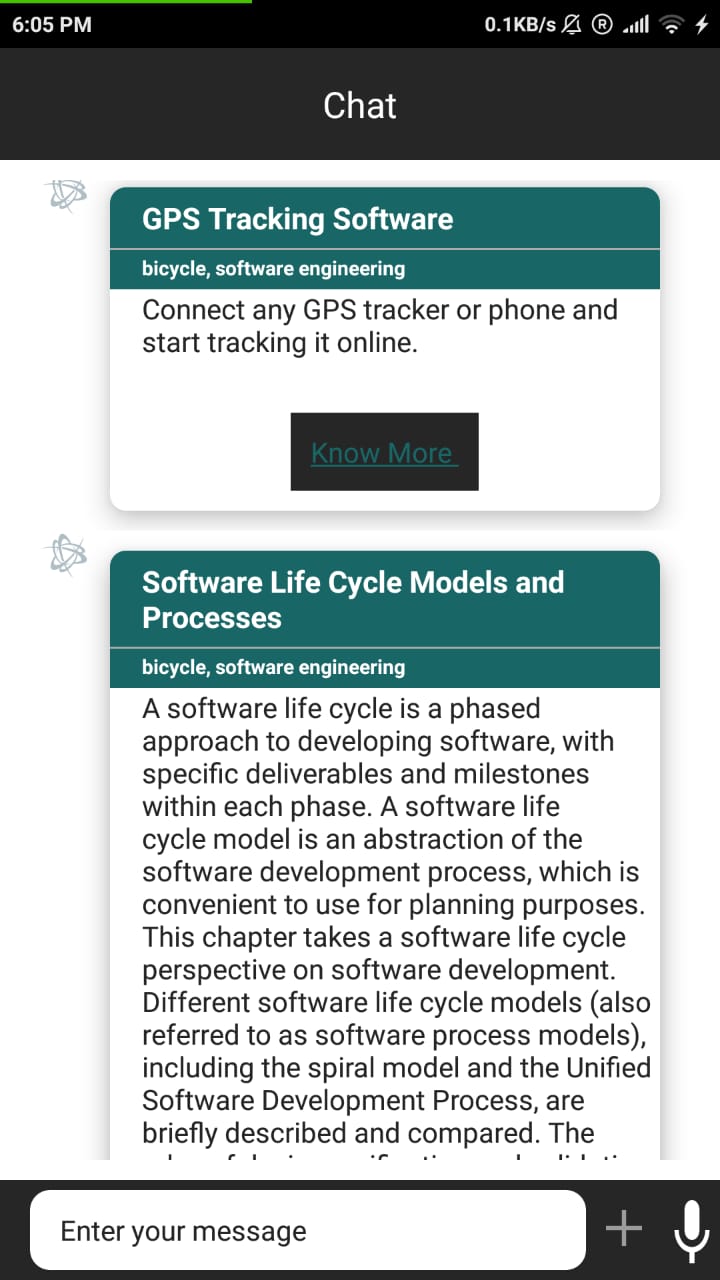 6:05 PM
0.1KB/s
R
Chat
GPS Tracking Software
bicycle, software engineering
Connect any GPS tracker or phone and
start tracking it online.
Know More
Software Life Cycle Models and
Processes
bicycle, software engineering
A software life cycle is a phased
approach to developing software, with
specific deliverables and milestones
within each phase. A software life
cycle model is an abstraction of the
software development process, which is
convenient to use for planning purposes.
This chapter takes a software life cycle
perspective on software development.
Different software life cycle models (also
referred to as software process models),
including the spiral model and the Unified
Software Development Process, are
briefly described and compared. The
Enter your message